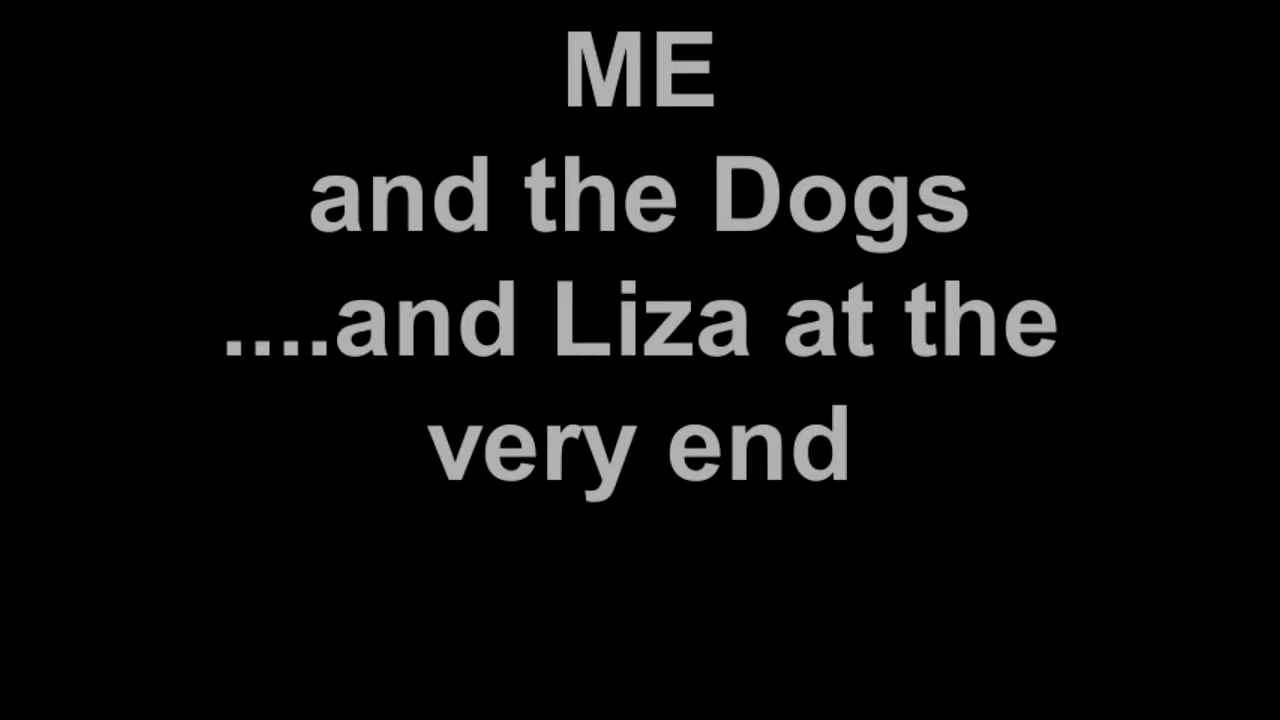 ME
and the Dogs
....and Liza at the
very end